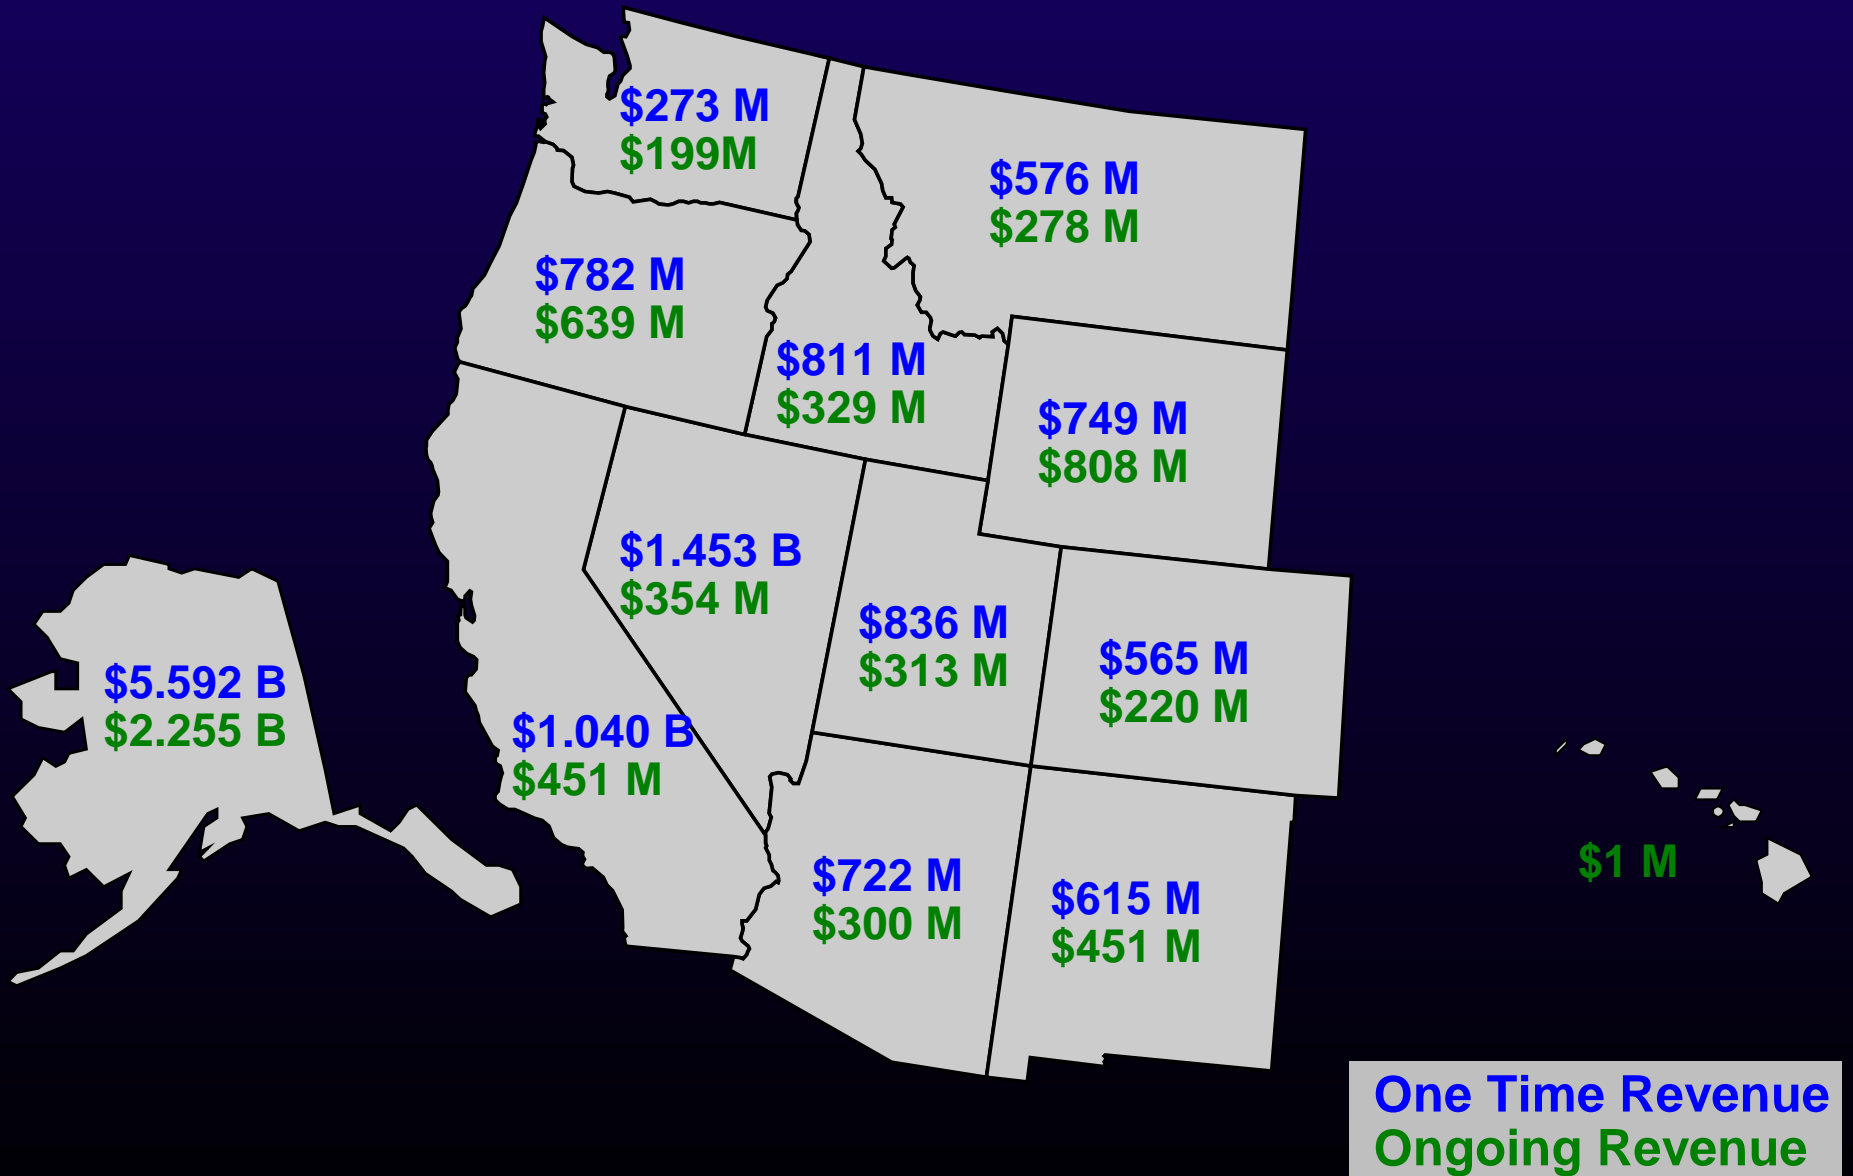 $273 M
$199M
$576 M
$278 M
$782 M
$639 M
$811 M
$329 M
$749 M
$808 M
$1.453 B
$354 M
$836 M
$313 M
$565 M
$220 M
$5.592 B
$2.255 B
$1.040 B
$451 M
$722 M
$300 M
$615 M
$451 M
$1 M
One Time Revenue
Ongoing Revenue